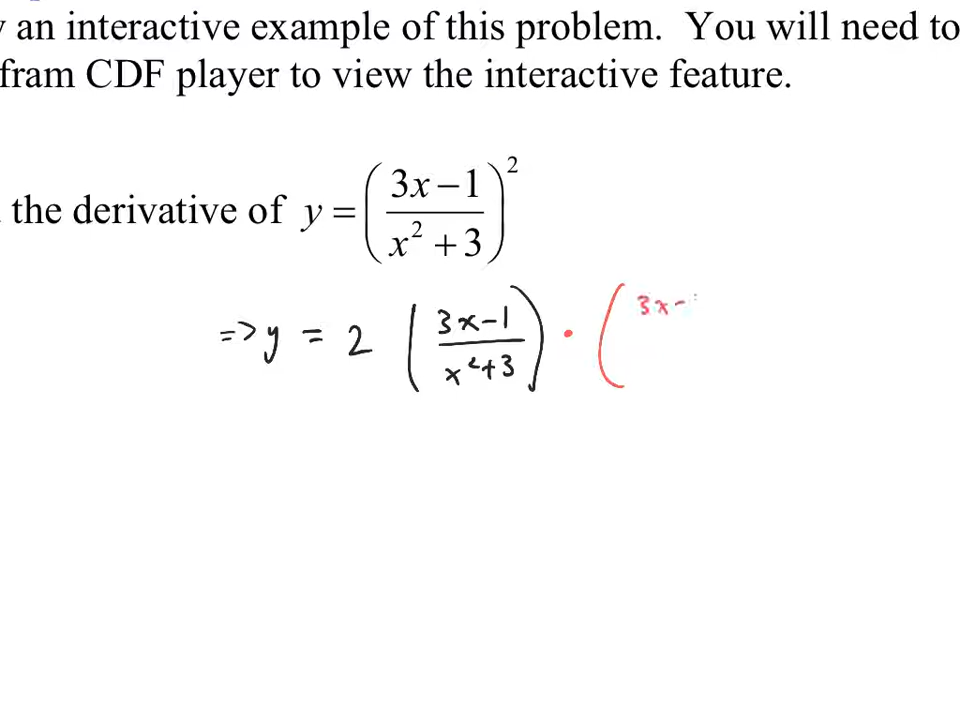 an interactive example of this problem. You will need to
fram CDF player to view the interactive feature.
the derivative of y = ( 3x − 1 / x² + 3 )²
=> y = 2 ( 3x-1 / x²+3 ) · ( 3x-